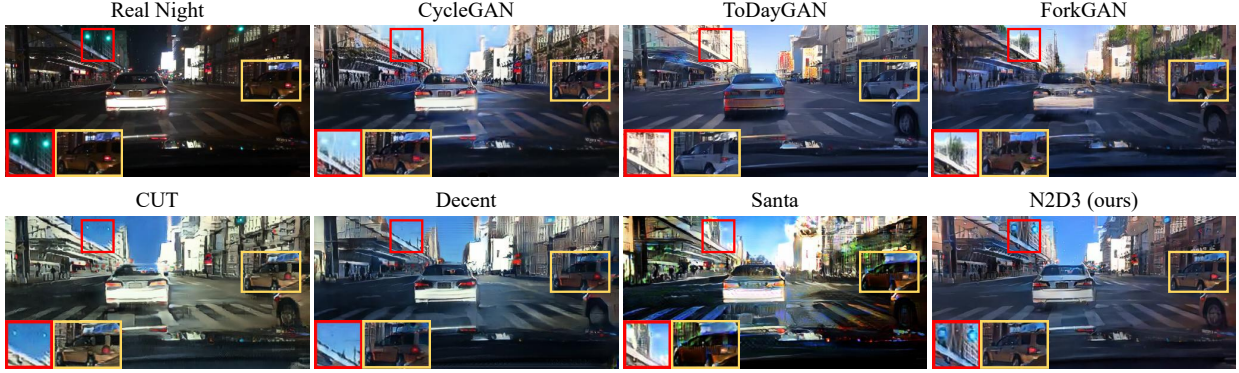 Real Night
CycleGAN
ToDayGAN
ForkGAN
CUT
Decent
Santa
N2D3 (ours)